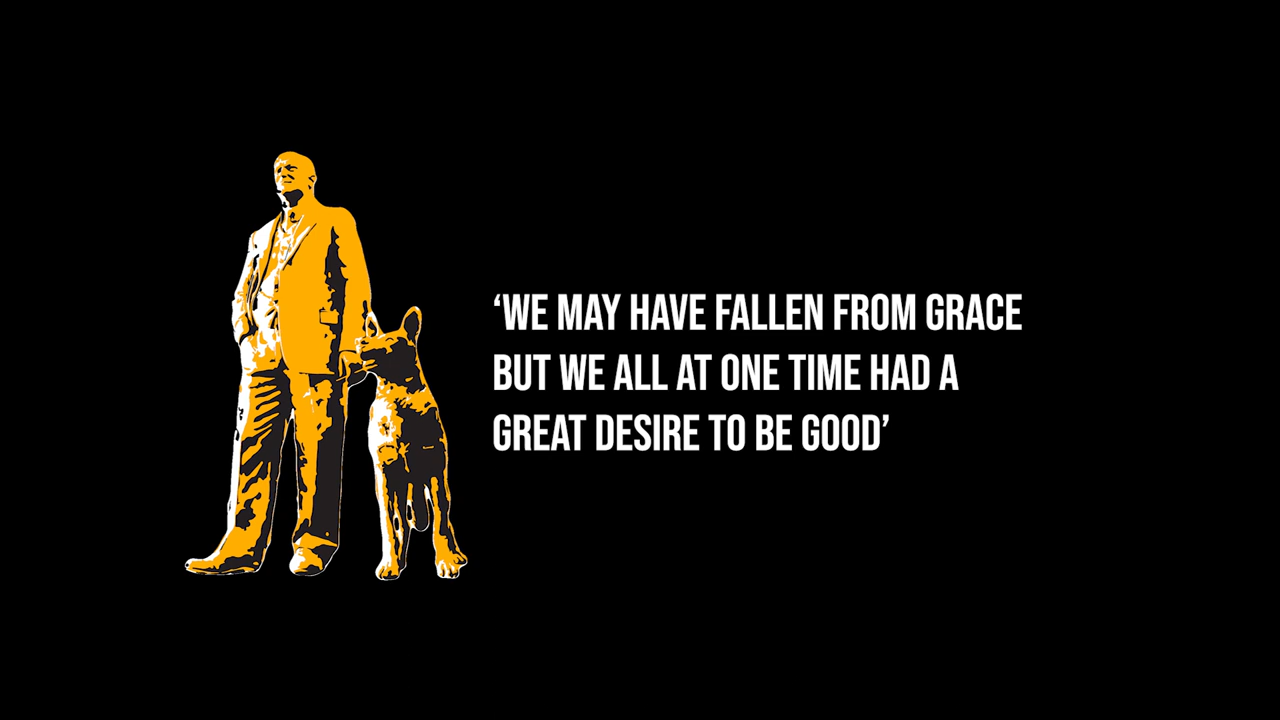 ‘WE MAY HAVE FALLEN FROM GRACE
BUT WE ALL AT ONE TIME HAD A
GREAT DESIRE TO BE GOOD’